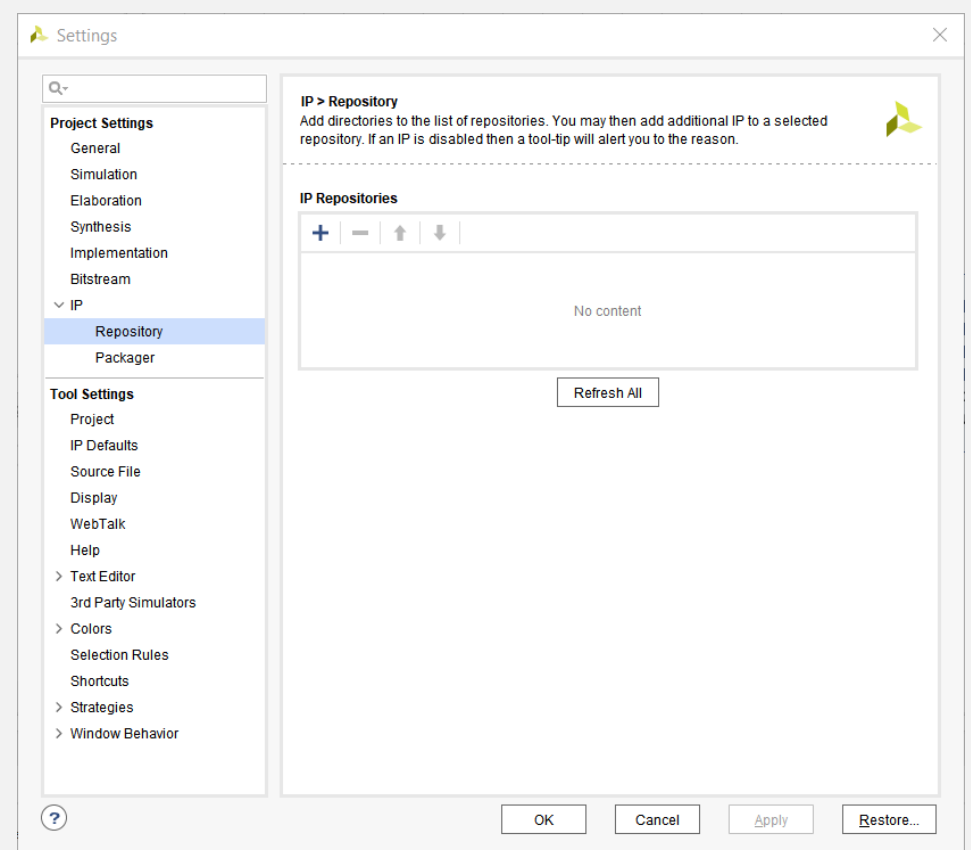 Settings
Project Settings
General
Simulation
Elaboration
Synthesis
Implementation
Bitstream
IP
Repository
Packager
Tool Settings
Project
IP Defaults
Source File
Display
WebTalk
Help
Text Editor
3rd Party Simulators
Colors
Selection Rules
Shortcuts
Strategies
Window Behavior
IP > Repository
Add directories to the list of repositories. You may then add additional IP to a selected
repository. If an IP is disabled then a tool-tip will alert you to the reason.
IP Repositories
No content
Refresh All
?
OK
Cancel
Apply
Restore...